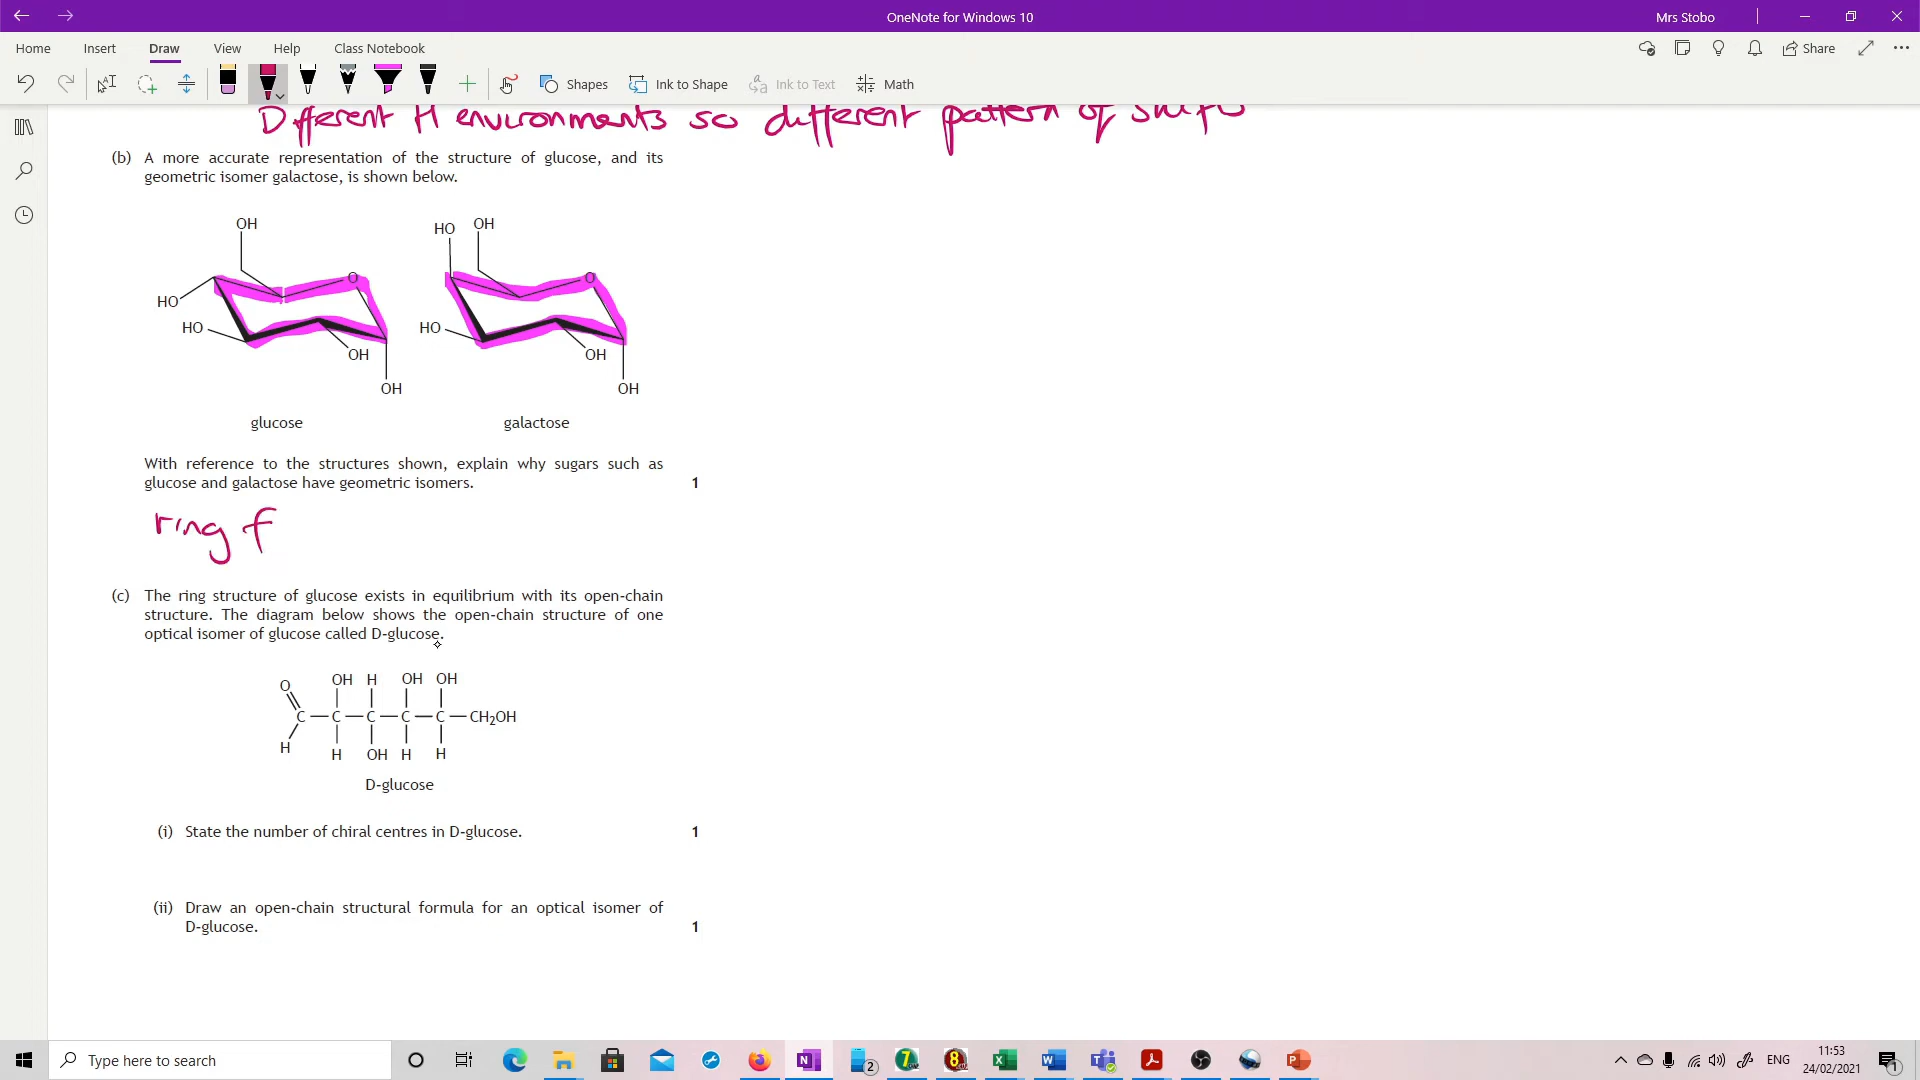 OneNote for Windows 10
Mrs Stobo
Home Insert Draw View Help Class Notebook
Share
Shapes Ink to Shape Ink to Text Math
Different H environments so different pattern of shifts
(b) A more accurate representation of the structure of glucose, and its
geometric isomer galactose, is shown below.
OH HO OH
O O
HO
HO HO
OH OH
OH OH
glucose galactose
With reference to the structures shown, explain why sugars such as
glucose and galactose have geometric isomers. 1
ring f
(c) The ring structure of glucose exists in equilibrium with its open-chain
structure. The diagram below shows the open-chain structure of one
optical isomer of glucose called D-glucose.
O OH H OH OH
C C C C C CH₂OH
H H OH H H
D-glucose
(i) State the number of chiral centres in D-glucose. 1
(ii) Draw an open-chain structural formula for an optical isomer of
D-glucose. 1
Type here to search
2 7 8 ENG 11:53
24/02/2021 1